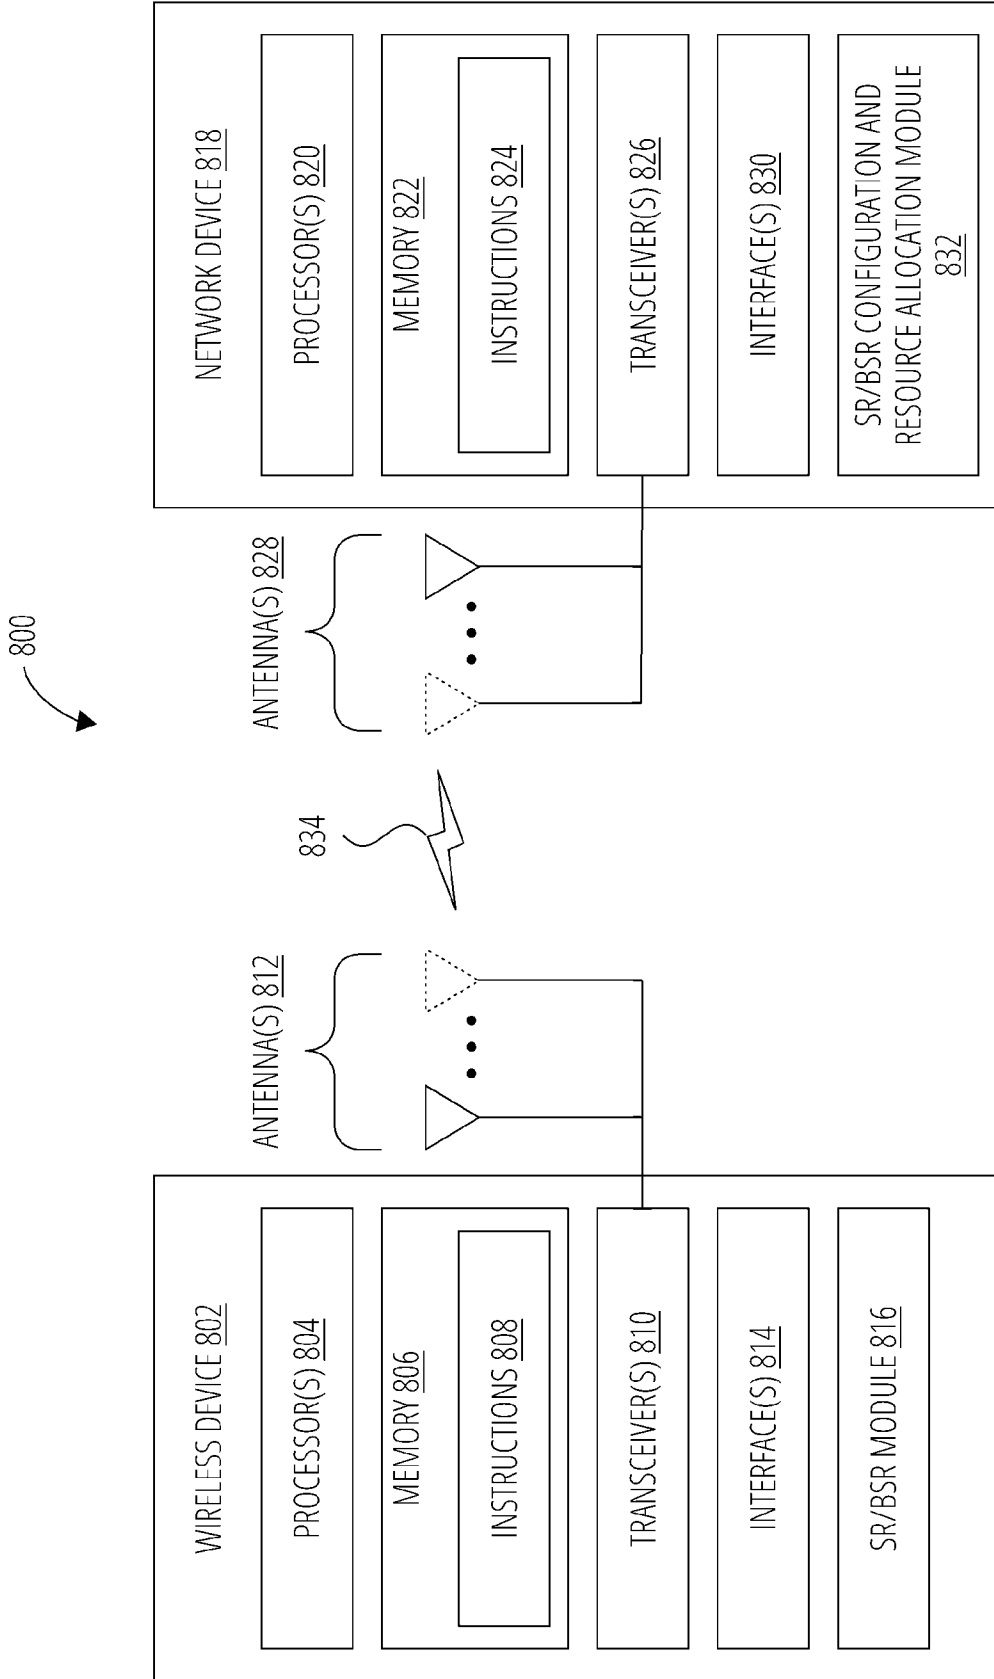 800
WIRELESS DEVICE 802
PROCESSOR(S) 804
MEMORY 806
INSTRUCTIONS 808
TRANSCEIVER(S) 810
INTERFACE(S) 814
SR/BSR MODULE 816
ANTENNA(S) 812
834
ANTENNA(S) 828
NETWORK DEVICE 818
PROCESSOR(S) 820
MEMORY 822
INSTRUCTIONS 824
TRANSCEIVER(S) 826
INTERFACE(S) 830
SR/BSR CONFIGURATION AND
RESOURCE ALLOCATION MODULE
832